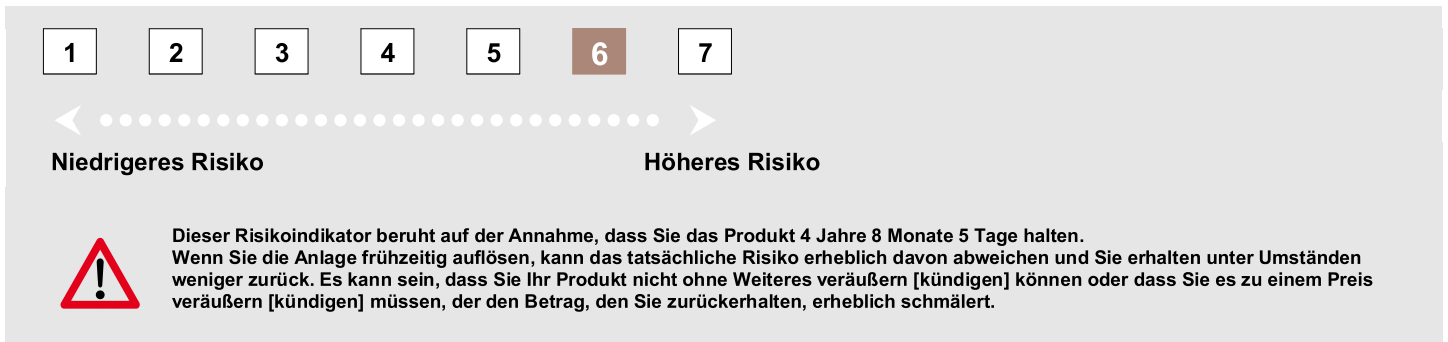 1 2 3 4 5 6 7
Niedrigeres Risiko Höheres Risiko
Dieser Risikoindikator beruht auf der Annahme, dass Sie das Produkt 4 Jahre 8 Monate 5 Tage halten.
Wenn Sie die Anlage frühzeitig auflösen, kann das tatsächliche Risiko erheblich davon abweichen und Sie erhalten unter Umständen
weniger zurück. Es kann sein, dass Sie Ihr Produkt nicht ohne Weiteres veräußern [kündigen] können oder dass Sie es zu einem Preis
veräußern [kündigen] müssen, der den Betrag, den Sie zurückerhalten, erheblich schmälert.